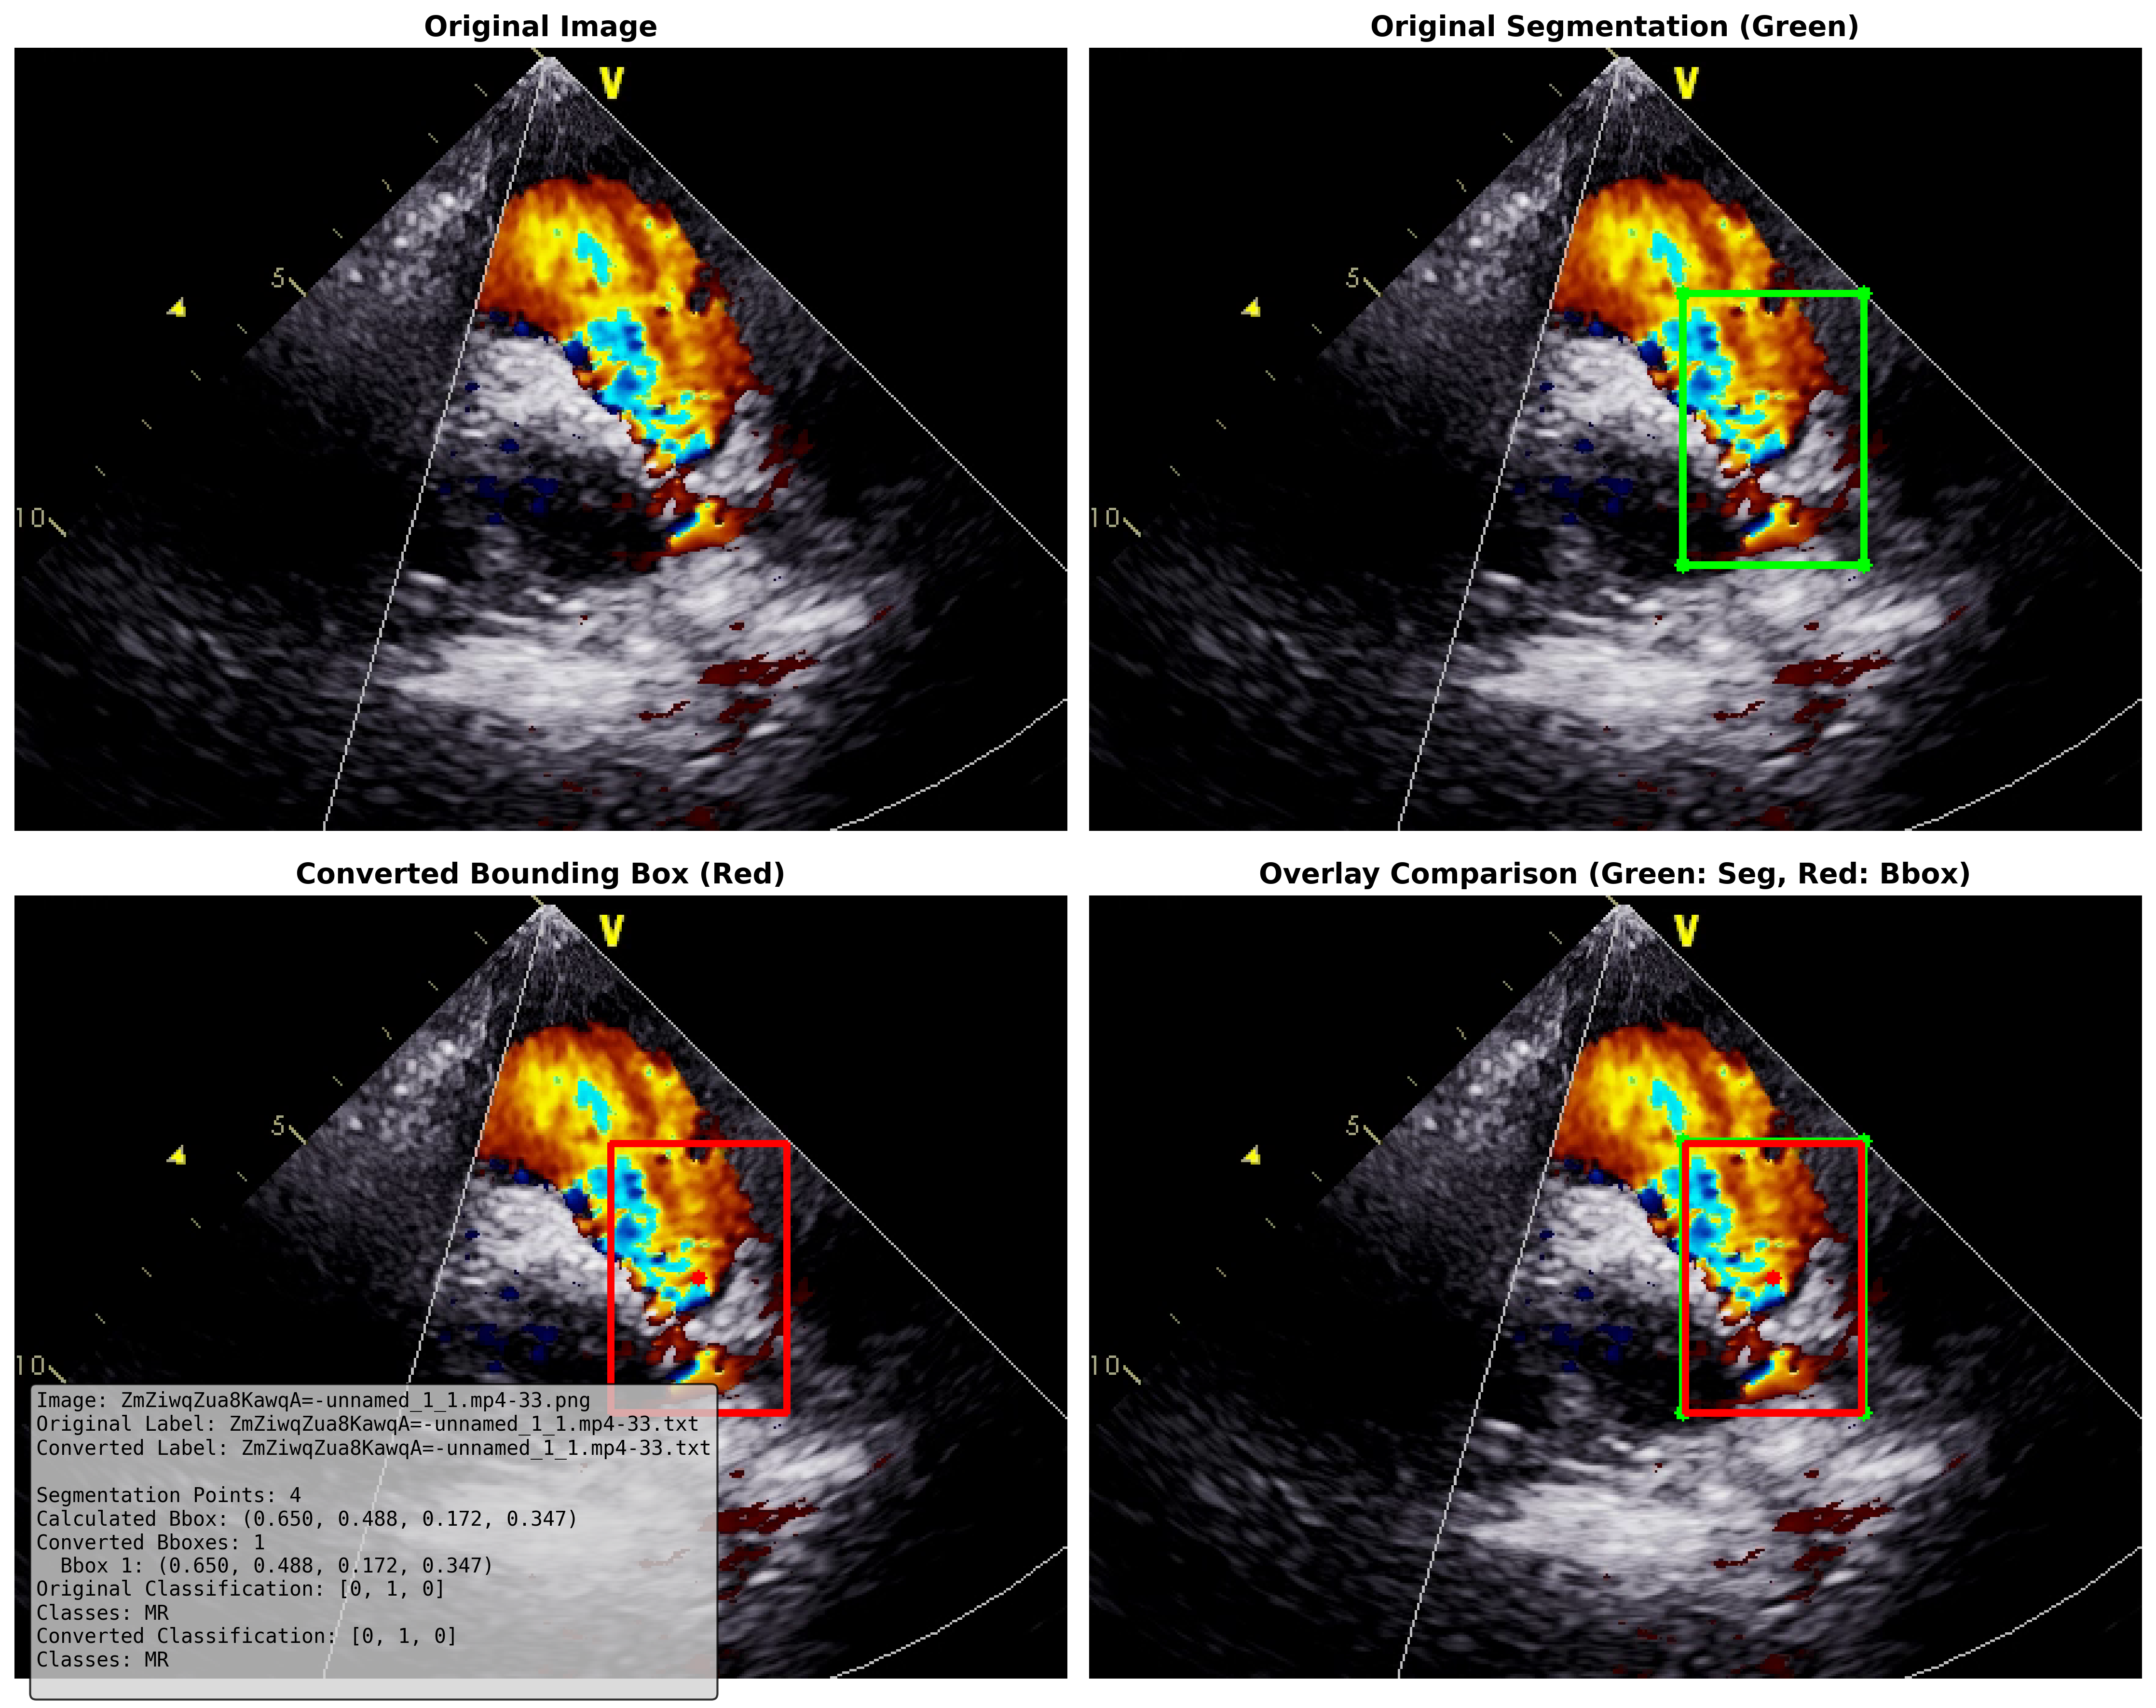 Original Image
Original Segmentation (Green)
V
5
10
V
5
10
Converted Bounding Box (Red)
Overlay Comparison (Green: Seg, Red: Bbox)
V
5
10
V
5
10
Image: ZmZiwqZua8KawqA=-unnamed_1_1.mp4-33.png
Original Label: ZmZiwqZua8KawqA=-unnamed_1_1.mp4-33.txt
Converted Label: ZmZiwqZua8KawqA=-unnamed_1_1.mp4-33.txt
Segmentation Points: 4
Calculated Bbox: (0.650, 0.488, 0.172, 0.347)
Converted Bboxes: 1
Bbox 1: (0.650, 0.488, 0.172, 0.347)
Original Classification: [0, 1, 0]
Classes: MR
Converted Classification: [0, 1, 0]
Classes: MR